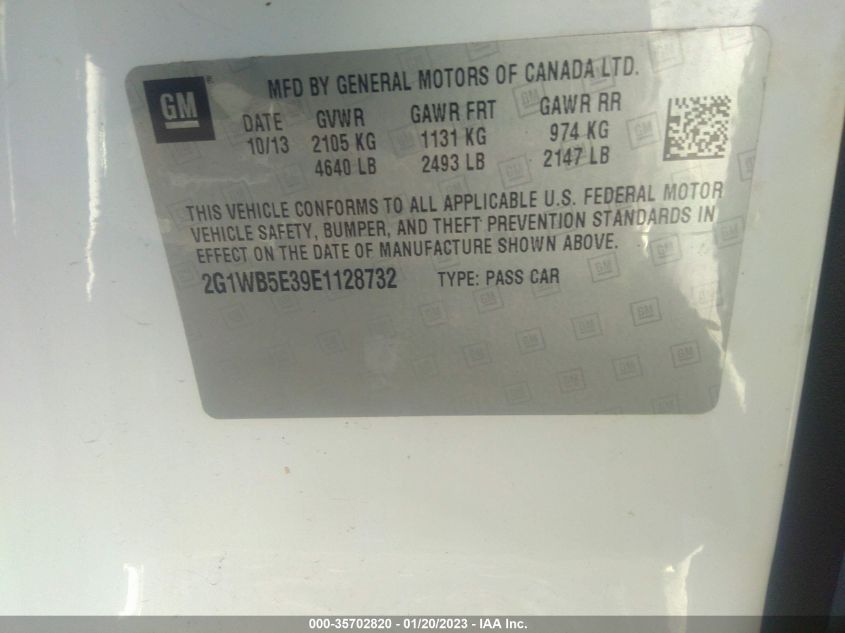 GM
MFD BY GENERAL MOTORS OF CANADA LTD.
DATE GVWR GAWR FRT GAWR RR
10/13 2105 KG 1131 KG 974 KG
4640 LB 2493 LB 2147 LB
THIS VEHICLE CONFORMS TO ALL APPLICABLE U.S. FEDERAL MOTOR
VEHICLE SAFETY, BUMPER, AND THEFT PREVENTION STANDARDS IN
EFFECT ON THE DATE OF MANUFACTURE SHOWN ABOVE.
2G1WB5E39E1128732 TYPE: PASS CAR
000-35702820 - 01/20/2023 - IAA Inc.